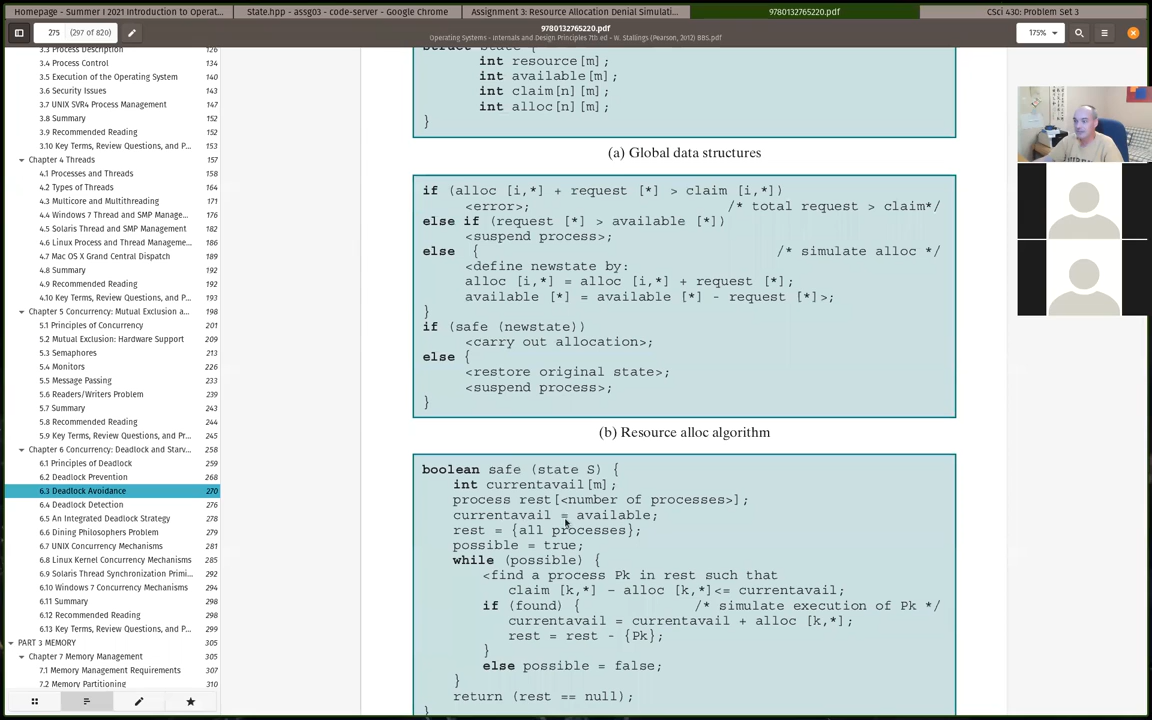 Homepage - Summer I 2021 Introduction to Operat...
State.hpp - assg03 - code-server - Google Chrome
Assignment 3: Resource Allocation Denial Simulati...
9780132765220.pdf
CSci 430: Problem Set 3
275 (297 of 820)
9780132765220.pdf
Operating Systems - Internals and Design Principles 7th ed - W. Stallings (Pearson, 2012) BBS.pdf
175%
3.3 Process Description 126
3.4 Process Control 134
3.5 Execution of the Operating System 140
3.6 Security Issues 143
3.7 UNIX SVR4 Process Management 147
3.8 Summary 152
3.9 Recommended Reading 152
3.10 Key Terms, Review Questions, and P... 153
Chapter 4 Threads 157
4.1 Processes and Threads 158
4.2 Types of Threads 164
4.3 Multicore and Multithreading 171
4.4 Windows 7 Thread and SMP Manage... 176
4.5 Solaris Thread and SMP Management 182
4.6 Linux Process and Thread Manageme... 186
4.7 Mac OS X Grand Central Dispatch 189
4.8 Summary 192
4.9 Recommended Reading 192
4.10 Key Terms, Review Questions, and P... 193
Chapter 5 Concurrency: Mutual Exclusion a... 198
5.1 Principles of Concurrency 201
5.2 Mutual Exclusion: Hardware Support 209
5.3 Semaphores 213
5.4 Monitors 226
5.5 Message Passing 233
5.6 Readers/Writers Problem 239
5.7 Summary 243
5.8 Recommended Reading 244
5.9 Key Terms, Review Questions, and Pr... 245
Chapter 6 Concurrency: Deadlock and Starv... 258
6.1 Principles of Deadlock 259
6.2 Deadlock Prevention 268
6.3 Deadlock Avoidance 270
6.4 Deadlock Detection 276
6.5 An Integrated Deadlock Strategy 278
6.6 Dining Philosophers Problem 279
6.7 UNIX Concurrency Mechanisms 281
6.8 Linux Kernel Concurrency Mechanisms 285
6.9 Solaris Thread Synchronization Primi... 292
6.10 Windows 7 Concurrency Mechanisms 294
6.11 Summary 298
6.12 Recommended Reading 298
6.13 Key Terms, Review Questions, and Pr... 299
PART 3 MEMORY 305
Chapter 7 Memory Management 305
7.1 Memory Management Requirements 307
7.2 Memory Partitioning 310
struct state {
int resource[m];
int available[m];
int claim[n][m];
int alloc[n][m];
}
(a) Global data structures
if (alloc [i,*] + request [*] > claim [i,*])
<error>; /* total request > claim*/
else if (request [*] > available [*])
<suspend process>;
else { /* simulate alloc */
<define newstate by:
alloc [i,*] = alloc [i,*] + request [*];
available [*] = available [*] - request [*]>;
}
if (safe (newstate))
<carry out allocation>;
else {
<restore original state>;
<suspend process>;
}
(b) Resource alloc algorithm
boolean safe (state S) {
int currentavail[m];
process rest[<number of processes>];
currentavail = available;
rest = {all processes};
possible = true;
while (possible) {
<find a process Pk in rest such that
claim [k,*] - alloc [k,*]<= currentavail;
if (found) { /* simulate execution of Pk */
currentavail = currentavail + alloc [k,*];
rest = rest - {Pk};
}
else possible = false;
}
return (rest == null);
}